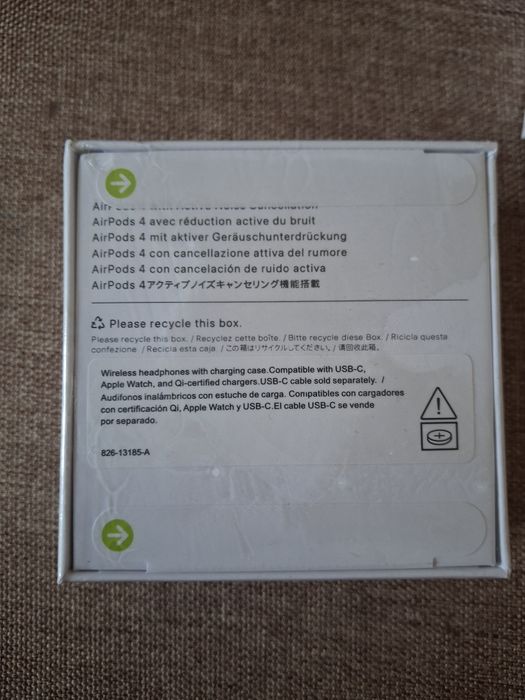 AirPods 4 avec réduction active du bruit
AirPods 4 mit aktiver Geräuschunterdrückung
AirPods 4 con cancellazione attiva del rumore
AirPods 4 con cancelación de ruido activa
AirPods 4アクティブノイズキャンセリング機能搭載
Please recycle this box.
Please recycle this box. / Recyclez cette boîte. / Bitte recycle diese Box. / Ricicla questa
confezione / Recicla esta caja / この箱はリサイクルしてください。/ 请回收此箱。
Wireless headphones with charging case.Compatible with USB-C,
Apple Watch, and Qi-certified chargers.USB-C cable sold separately. /
Audifonos inalámbricos con estuche de carga. Compatibles con cargadores
con certificación Qi, Apple Watch y USB-C.El cable USB-C se vende
por separado.
826-13185-A